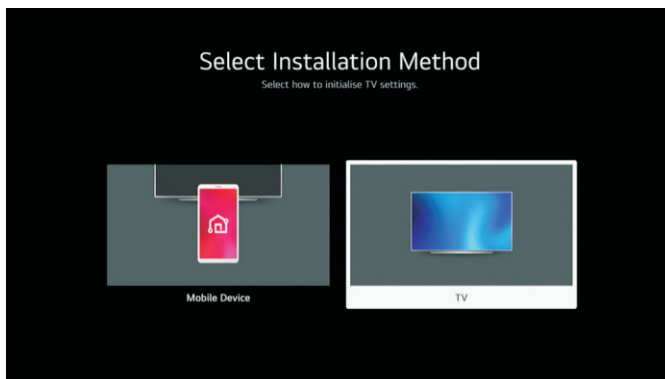 Select Installation Method
Select how to initialise TV settings.
Mobile Device
TV